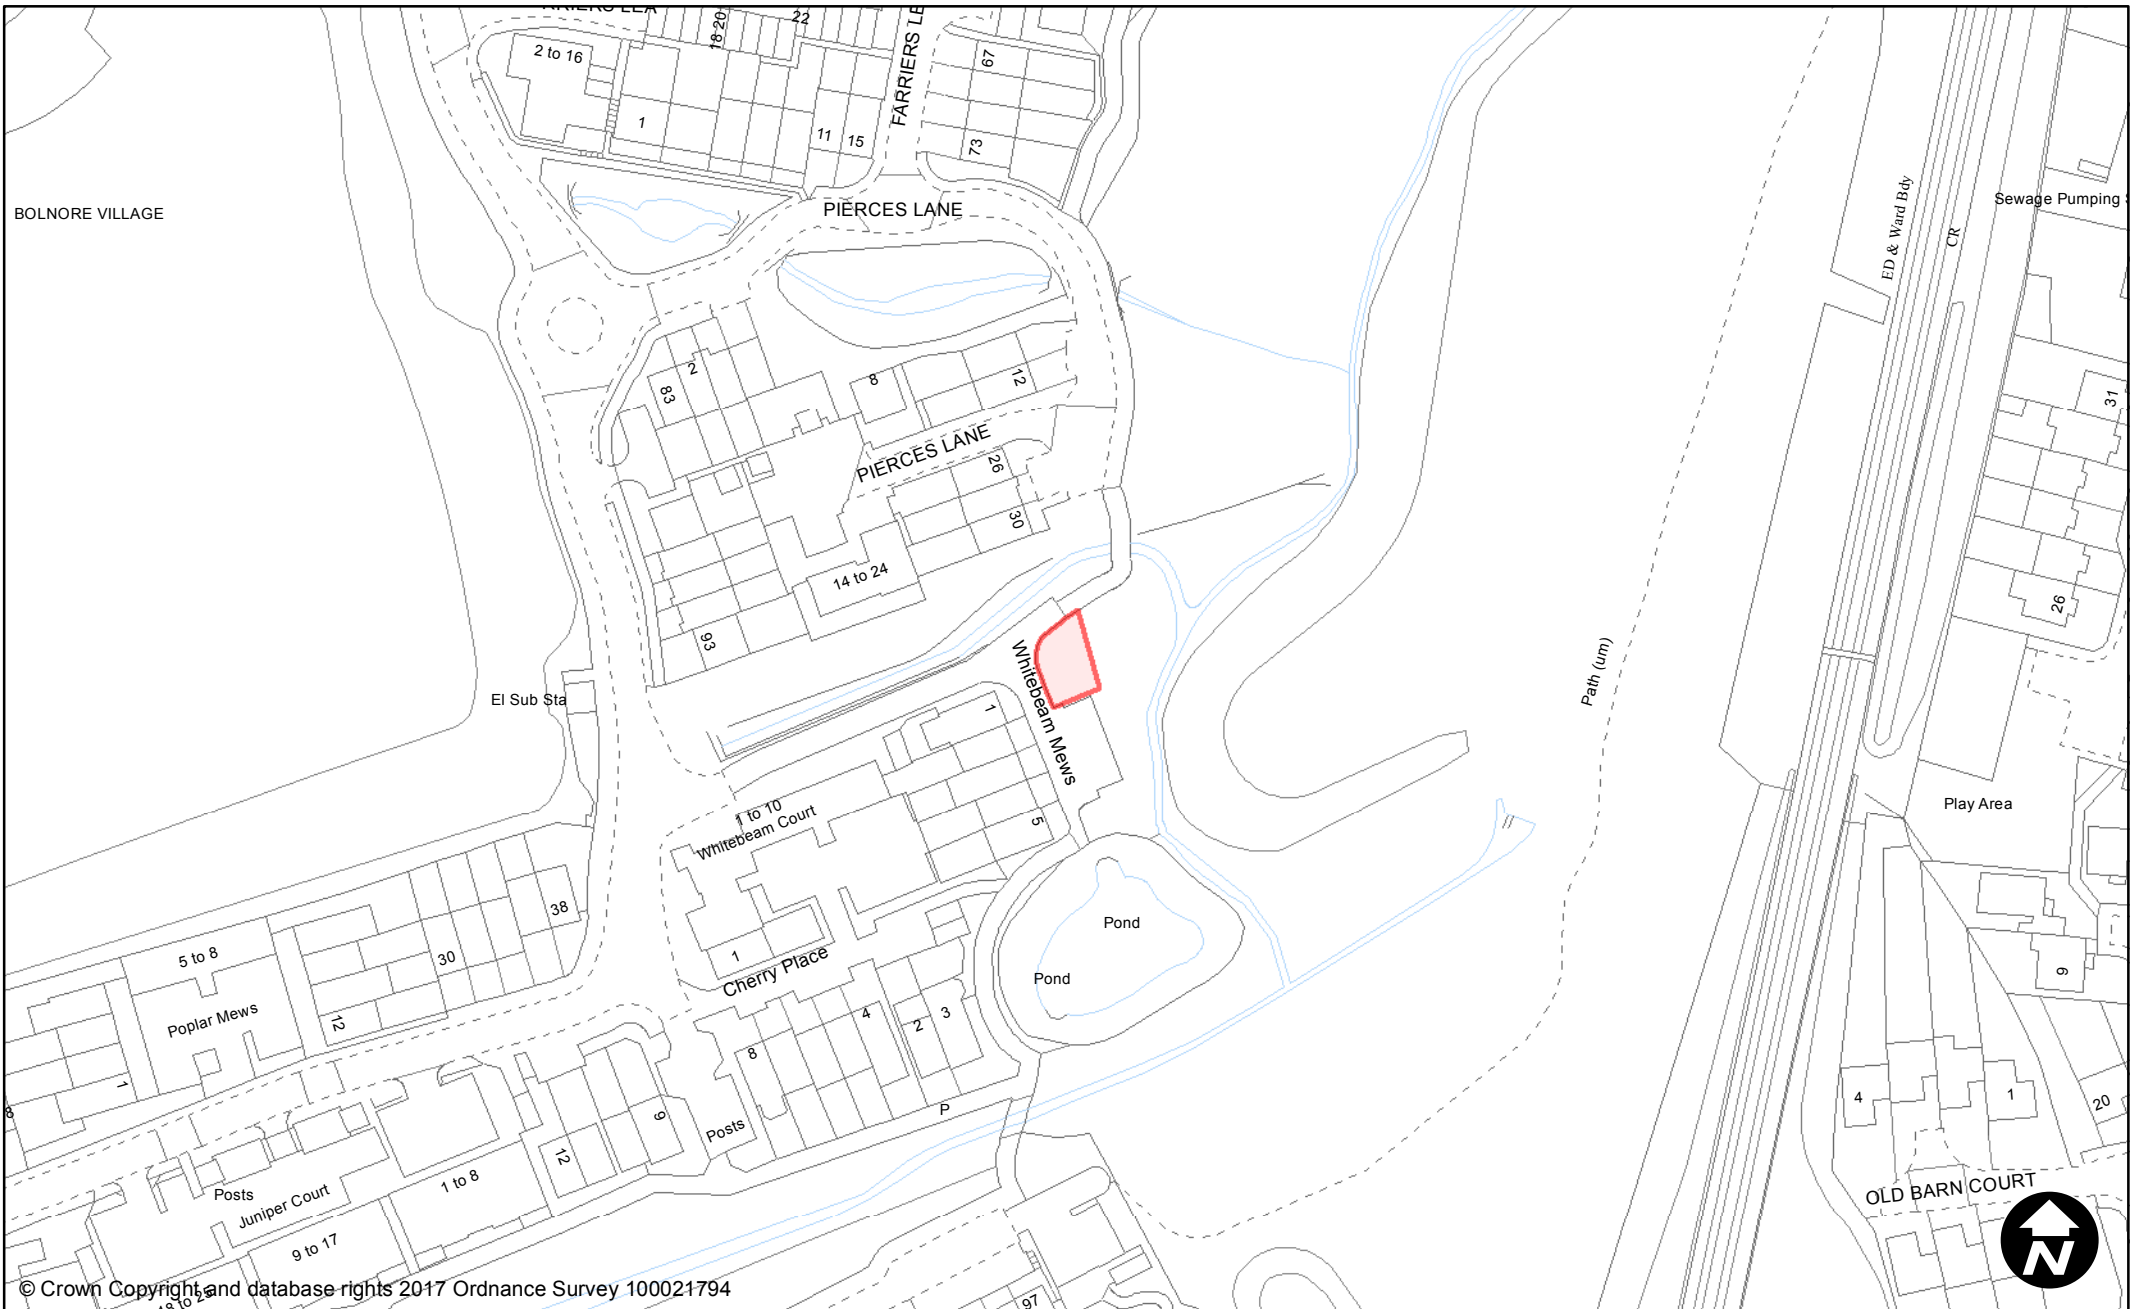 22
18 20
2 to 16
67
FARRIERS LE
1
11
15
73
BOLNORE VILLAGE
PIERCES LANE
ED & Ward Bdy
Sewage Pumping
CR
2
83
8
12
31
PIERCES LANE
26
30
14 to 24
26
93
Whitebeam Mews
Path (um)
El Sub Sta
1
1 to 10
Whitebeam Court
5
Play Area
38
Pond
5 to 8
30
1
Cherry Place
Pond
9
Poplar Mews
12
4
2
3
8
1
8
9
Posts
P
12
4
1
20
Posts
Juniper Court
1 to 8
OLD BARN COURT
9 to 17
N
© Crown Copyright and database rights 2017 Ordnance Survey 100021794
18 to 25
97